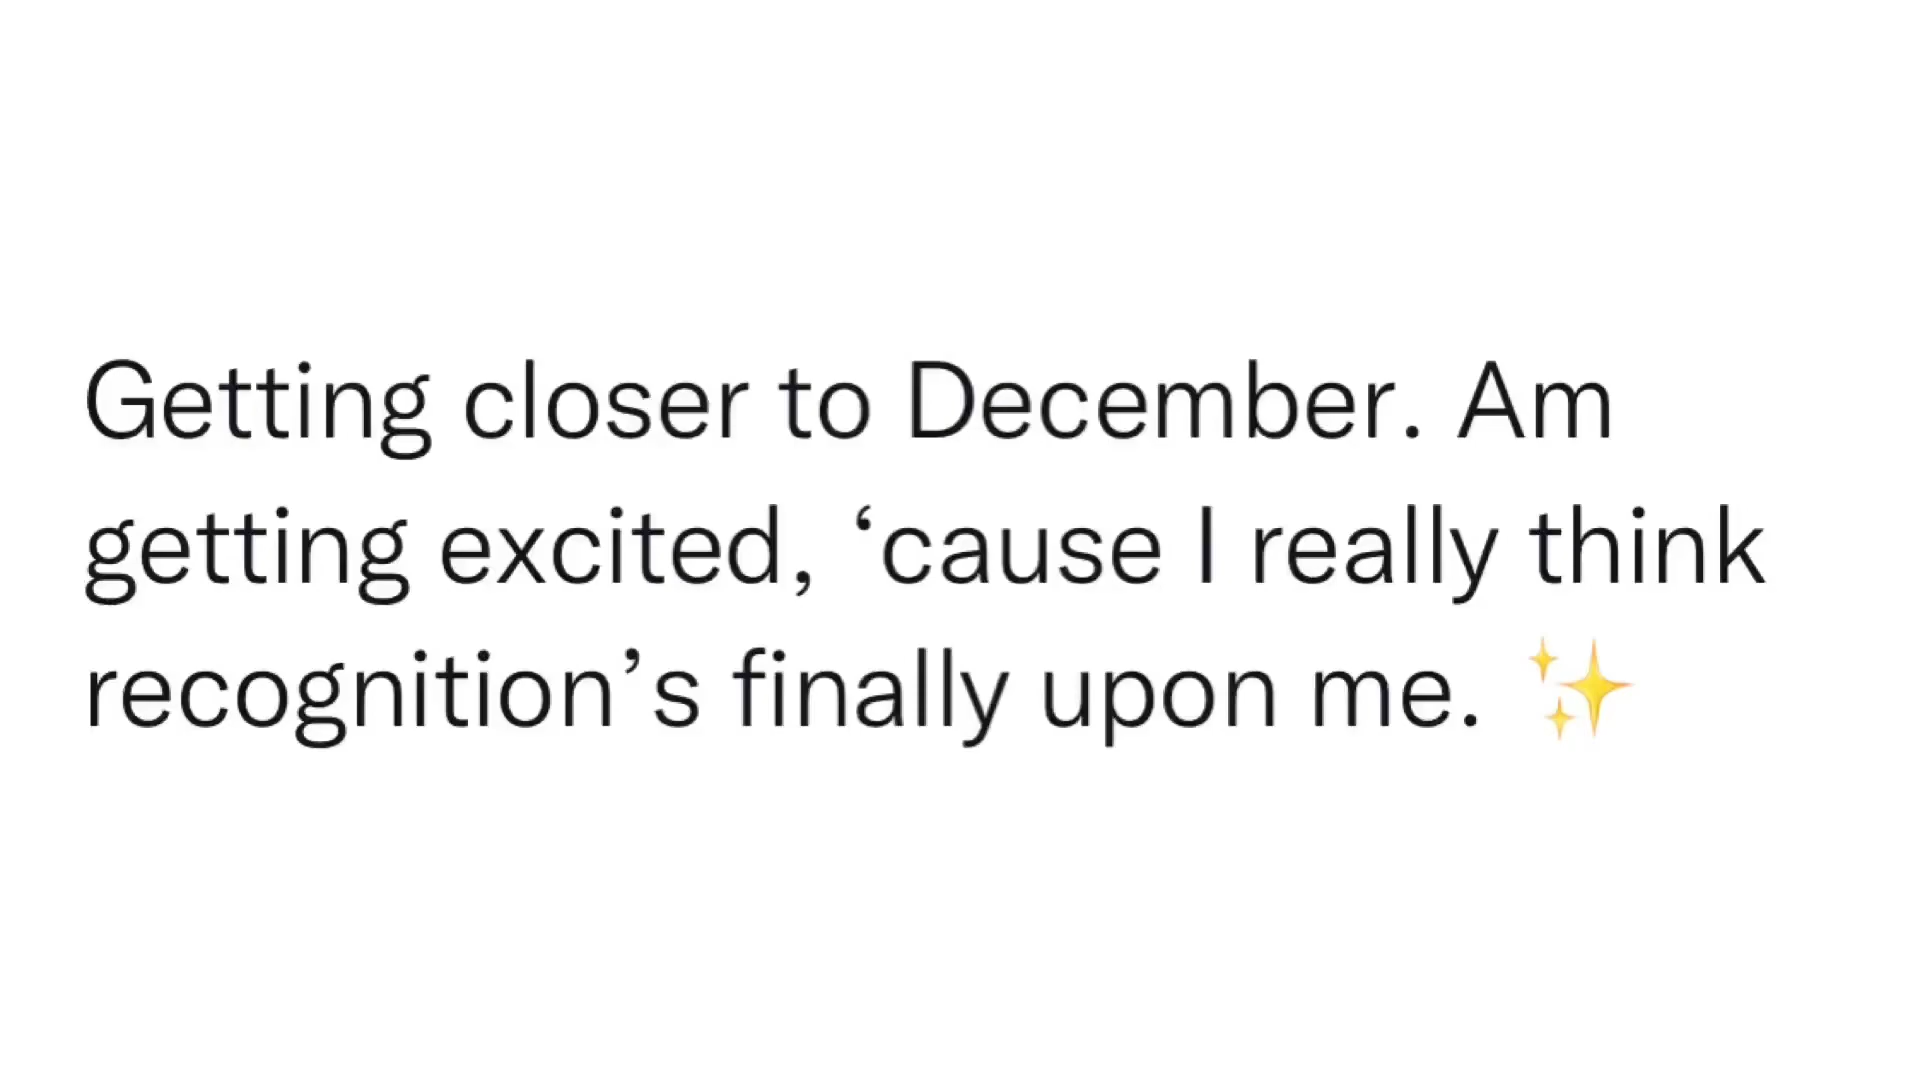 Getting closer to December. Am
getting excited, ‘cause I really think
recognition’s finally upon me. ✨